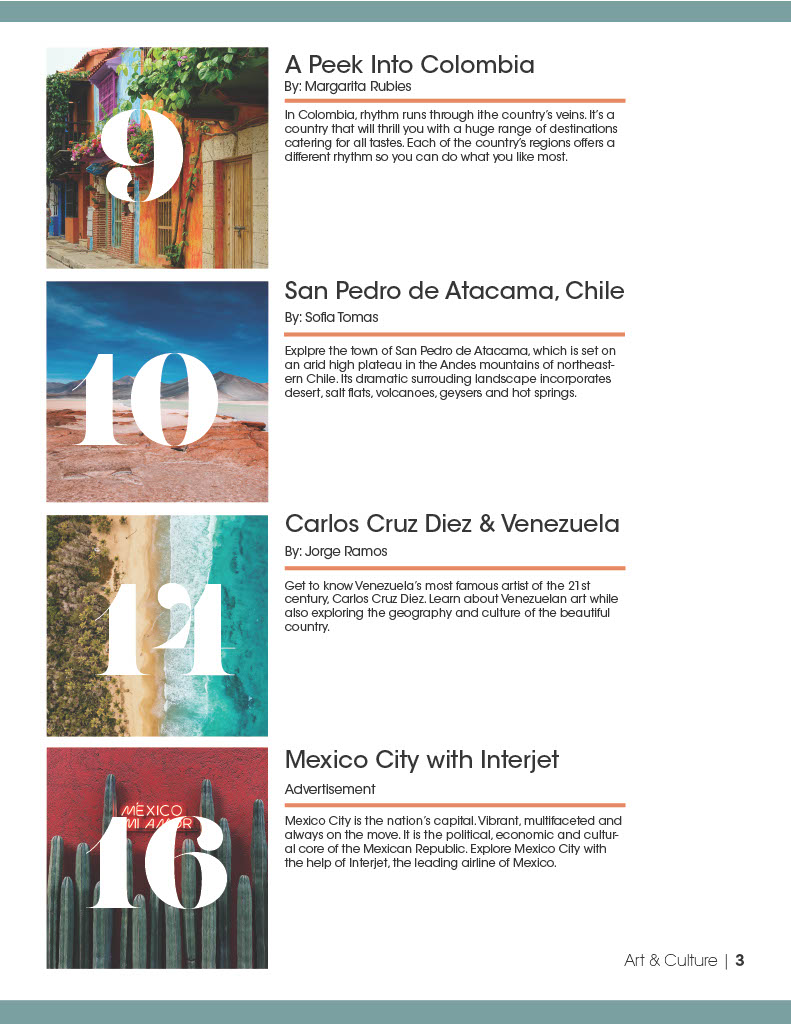 9
A Peek Into Colombia
By: Margarita Rubies
In Colombia, rhythm runs through ithe country's veins. It's a
country that will thrill you with a huge range of destinations
catering for all tastes. Each of the country's regions offers a
different rhythm so you can do what you like most.
10
San Pedro de Atacama, Chile
By: Sofia Tomas
Explpre the town of San Pedro de Atacama, which is set on
an arid high plateau in the Andes mountains of northeast-
ern Chile. Its dramatic surrouding landscape incorporates
desert, salt flats, volcanoes, geysers and hot springs.
14
Carlos Cruz Diez & Venezuela
By: Jorge Ramos
Get to know Venezuela's most famous artist of the 21st
century, Carlos Cruz Diez. Learn about Venezuelan art while
also exploring the geography and culture of the beautiful
country.
MEXICO
MI AMOR
16
Mexico City with Interjet
Advertisement
Mexico City is the nation's capital. Vibrant, multifaceted and
always on the move. It is the political, economic and cultur-
al core of the Mexican Republic. Explore Mexico City with
the help of Interjet, the leading airline of Mexico.
Art & Culture | 3